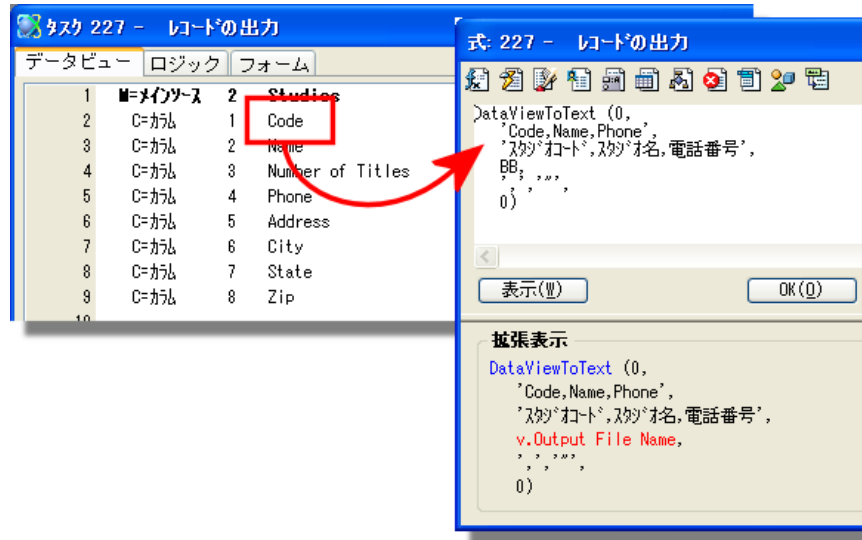 タスク 227 - レコードの出力
データビュー ロジック フォーム
1 M=メインソース 2 Studios
2 C=カラム 1 Code
3 C=カラム 2 Name
4 C=カラム 3 Number of Titles
5 C=カラム 4 Phone
6 C=カラム 5 Address
7 C=カラム 6 City
8 C=カラム 7 State
9 C=カラム 8 Zip
10
式: 227 - レコードの出力
DataViewToText (0,
'Code,Name,Phone',
'スタジオコード,スタジオ名,電話番号',
BB,
',','"',
0)
表示(W)
OK(O)
拡張表示
DataViewToText (0,
'Code,Name,Phone',
'スタジオコード,スタジオ名,電話番号',
v.Output File Name,
',','"',
0)